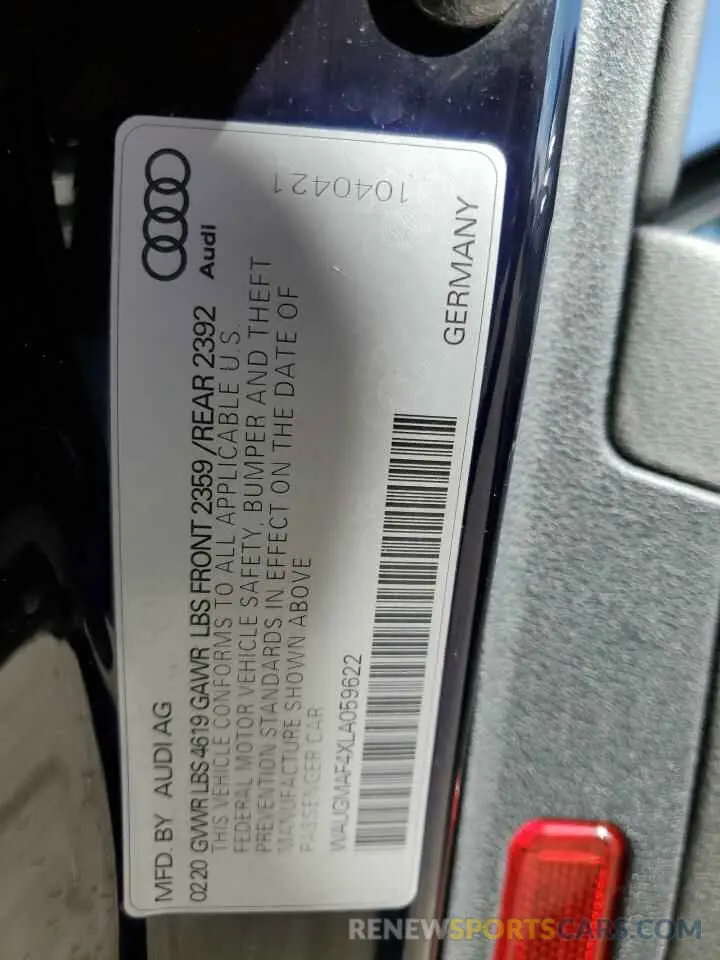 MFD. BY AUDI AG
0220 GVWR LBS 4619 GAWR LBS FRONT 2359 /REAR 2392
THIS VEHICLE CONFORMS TO ALL APPLICABLE U.S.
FEDERAL MOTOR VEHICLE SAFETY, BUMPER AND THEFT
PREVENTION STANDARDS IN EFFECT ON THE DATE OF
MANUFACTURE SHOWN ABOVE
PASSENGER CAR
WAUGMAF4XLA059622
Audi
GERMANY
1040421
RENEWSPORTSCARS.COM